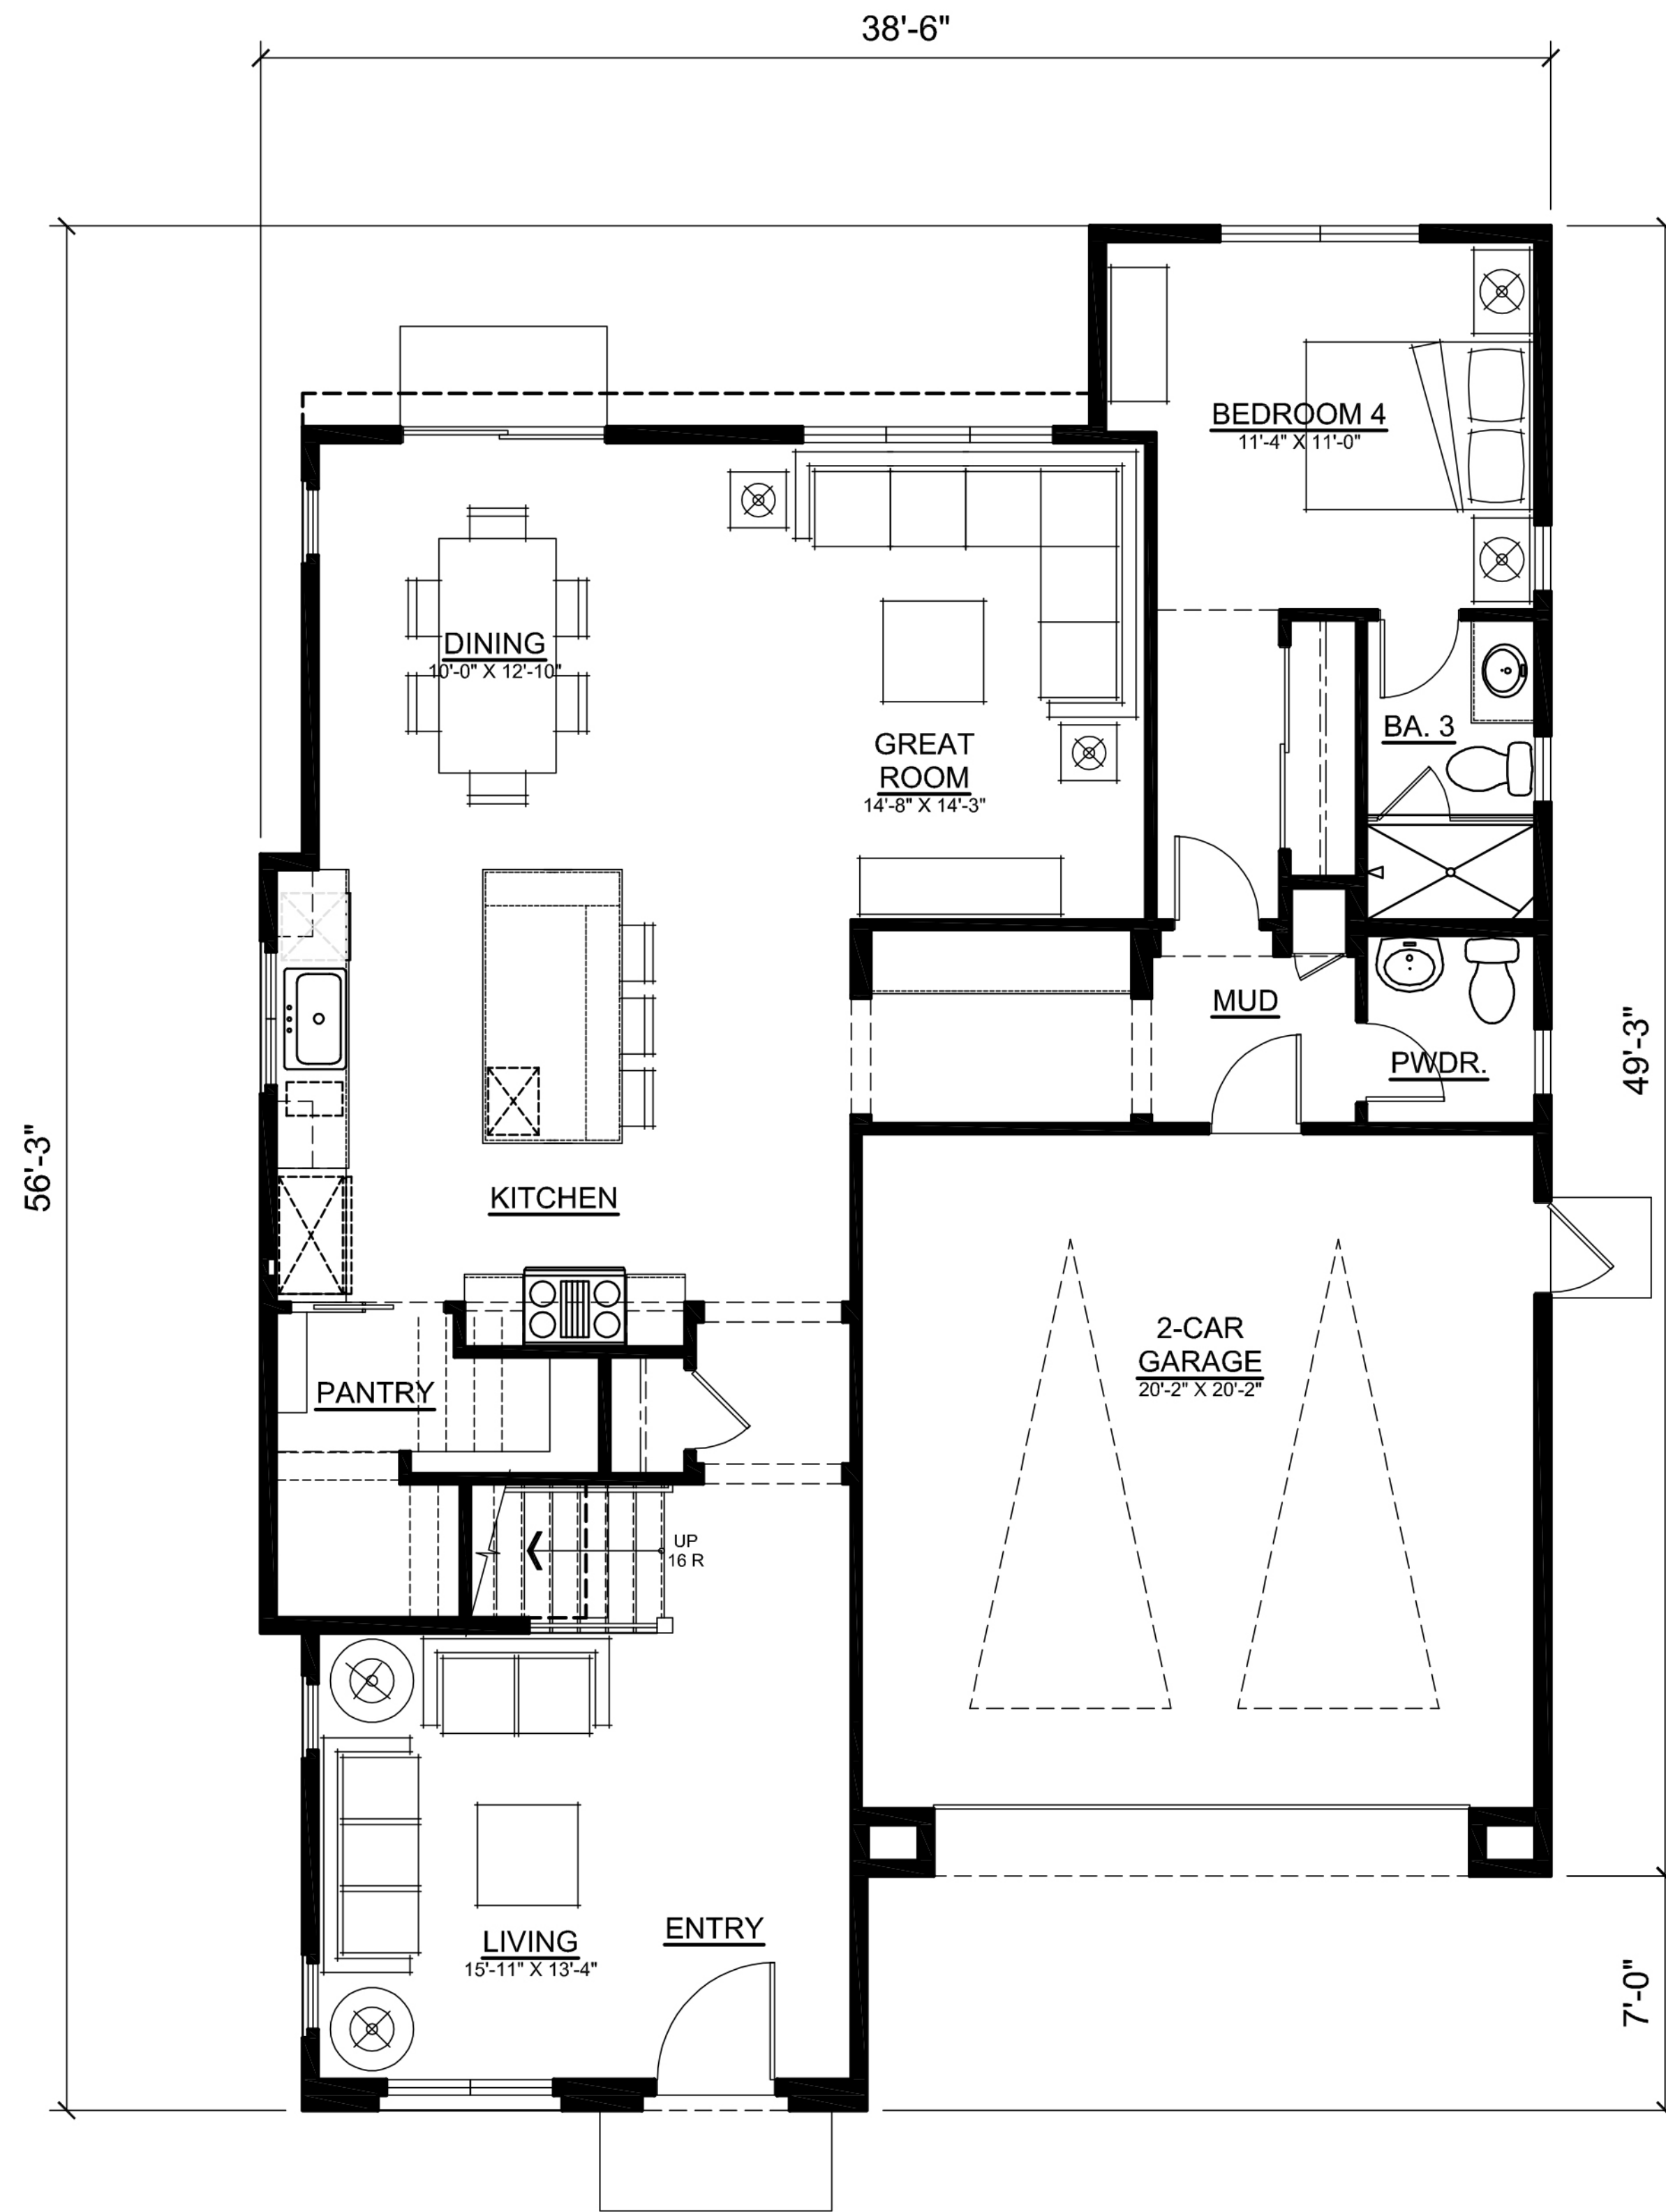 38'-6"
BEDROOM 4
11'-4" X 11'-0"
DINING
10'-0" X 12'-10"
BA. 3
GREAT
ROOM
14'-8" X 14'-3"
MUD
PWDR.
49'-3"
56'-3"
KITCHEN
2-CAR
GARAGE
20'-2" X 20'-2"
PANTRY
UP
16 R
ENTRY
LIVING
15'-11" X 13'-4"
7'-0"